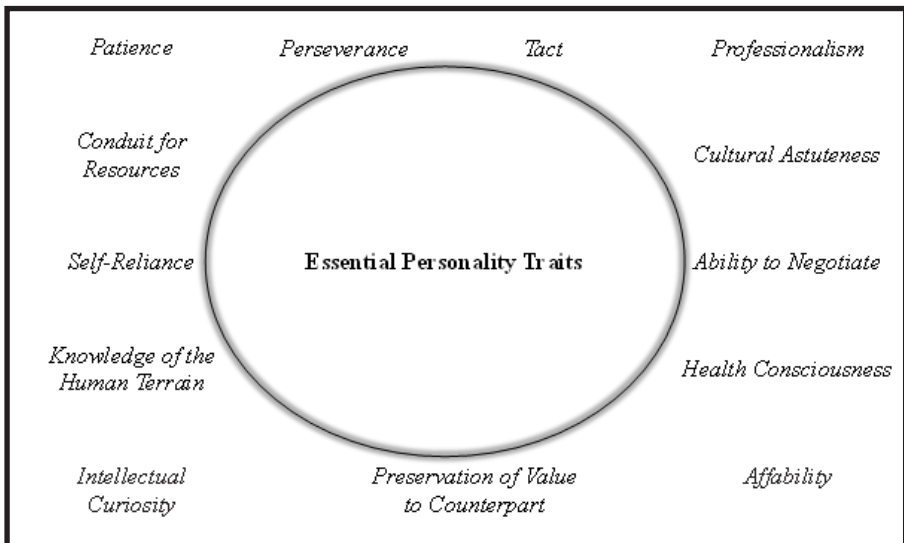 Patience
Perseverance
Tact
Professionalism
Conduit for
Resources
Cultural Astuteness
Self-Reliance
Essential Personality Traits
Ability to Negotiate
Knowledge of the
Human Terrain
Health Consciousness
Intellectual
Curiosity
Preservation of Value
to Counterpart
Affability